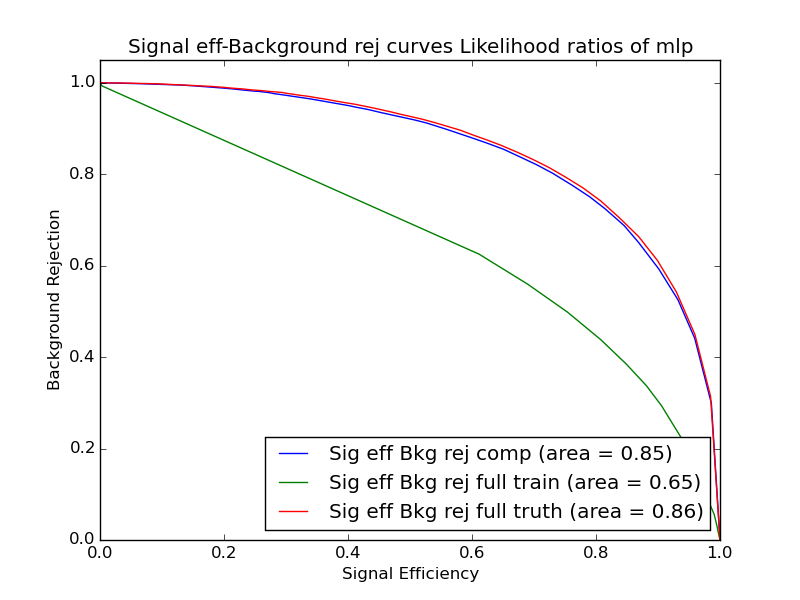 Signal eff-Background rej curves Likelihood ratios of mlp
1.0
0.8
0.6
0.4
0.2
0.0
Background Rejection
Sig eff Bkg rej comp (area = 0.85)
Sig eff Bkg rej full train (area = 0.65)
Sig eff Bkg rej full truth (area = 0.86)
0.0 0.2 0.4 0.6 0.8 1.0
Signal Efficiency